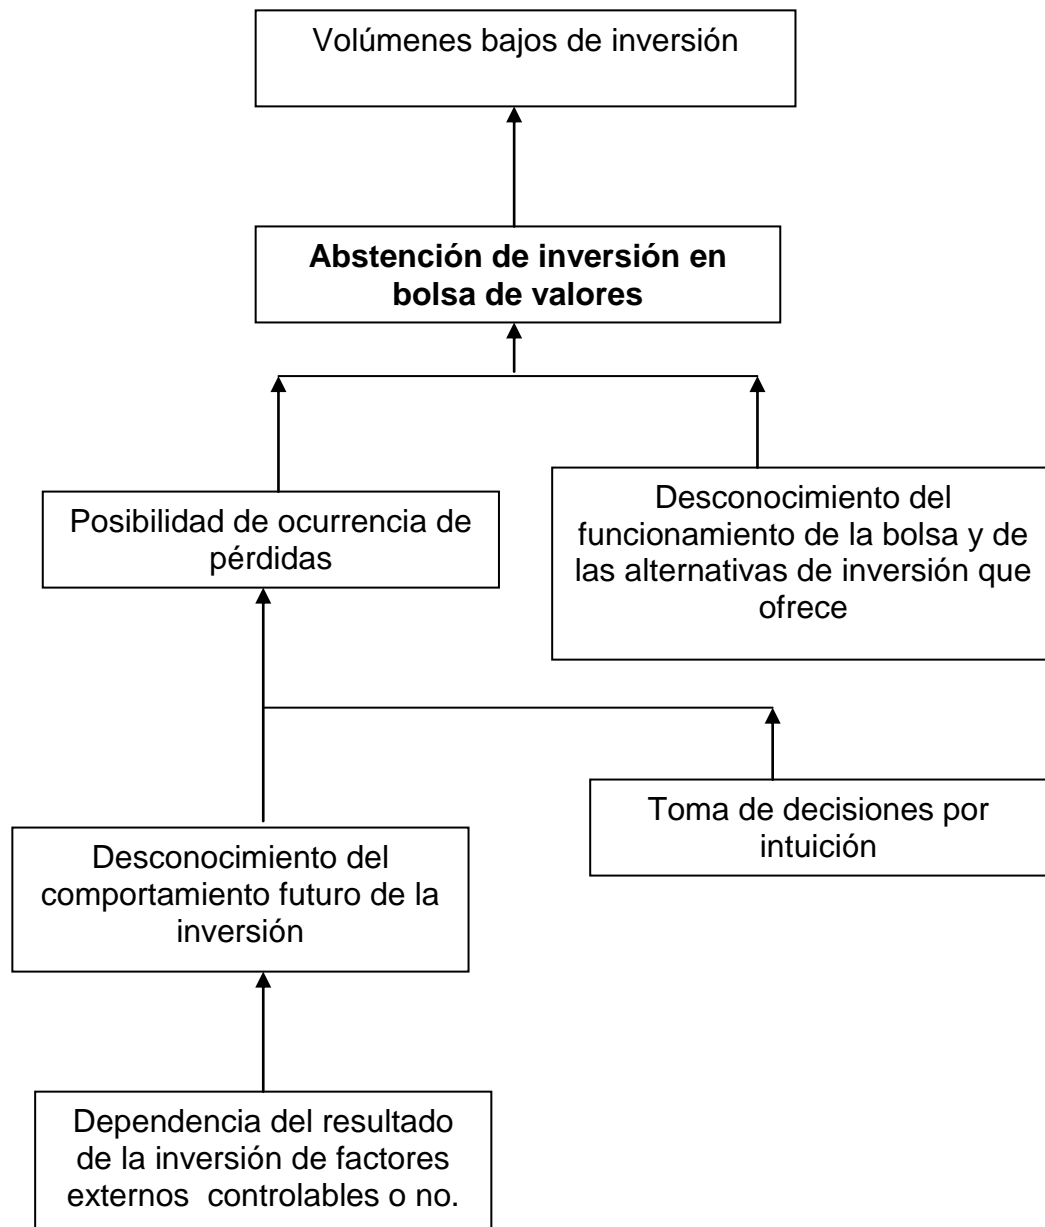 Volúmenes bajos de inversión
Abstención de inversión en
bolsa de valores
Posibilidad de ocurrencia de
pérdidas
Desconocimiento del
funcionamiento de la bolsa y de
las alternativas de inversión que
ofrece
Toma de decisiones por
intuición
Desconocimiento del
comportamiento futuro de la
inversión
Dependencia del resultado
de la inversión de factores
externos  controlables o no.